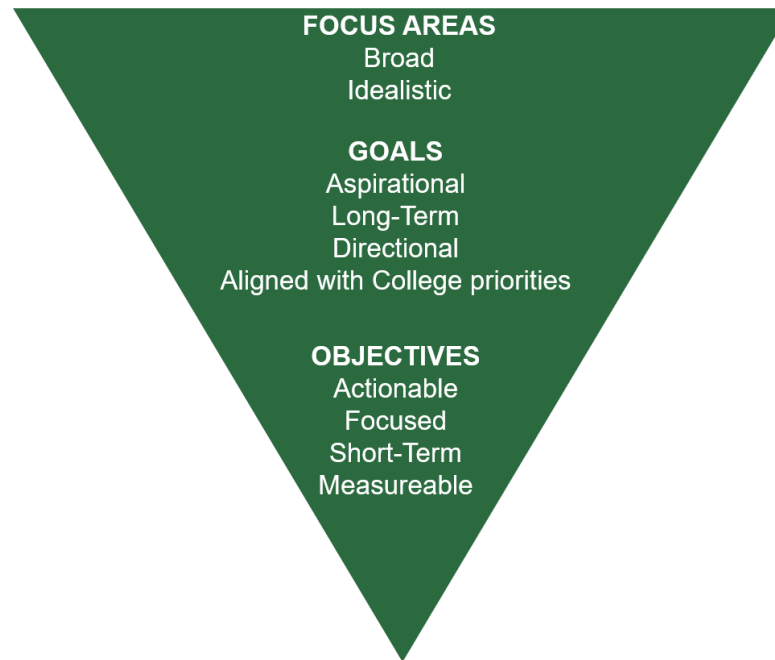 FOCUS AREAS
Broad
Idealistic
GOALS
Aspirational
Long-Term
Directional
Aligned with College priorities
OBJECTIVES
Actionable
Focused
Short-Term
Measureable